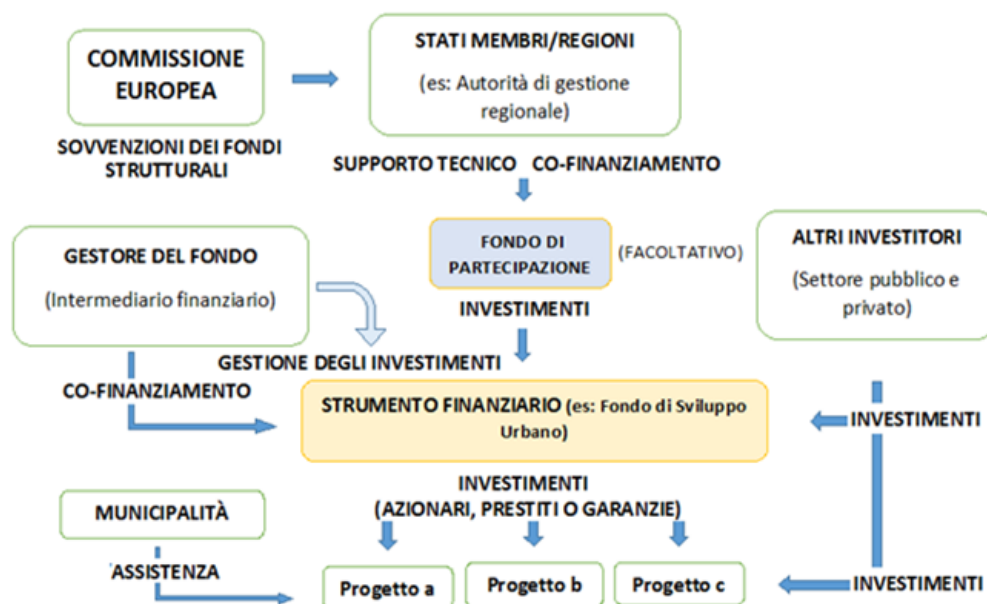 COMMISSIONE
EUROPEA
SOVVENZIONI DEI FONDI
STRUTTURALI
STATI MEMBRI/REGIONI
(es: Autorità di gestione
regionale)
SUPPORTO TECNICO CO-FINANZIAMENTO
FONDO DI
PARTECIPAZIONE
(FACOLTATIVO)
ALTRI INVESTITORI
(Settore pubblico e
privato)
GESTORE DEL FONDO
(Intermediario finanziario)
INVESTIMENTI
GESTIONE DEGLI INVESTIMENTI
CO-FINANZIAMENTO
STRUMENTO FINANZIARIO (es: Fondo di Sviluppo
Urbano)
INVESTIMENTI
INVESTIMENTI
(AZIONARI, PRESTITI O GARANZIE)
MUNICIPALITÀ
ASSISTENZA
Progetto a
Progetto b
Progetto c
INVESTIMENTI